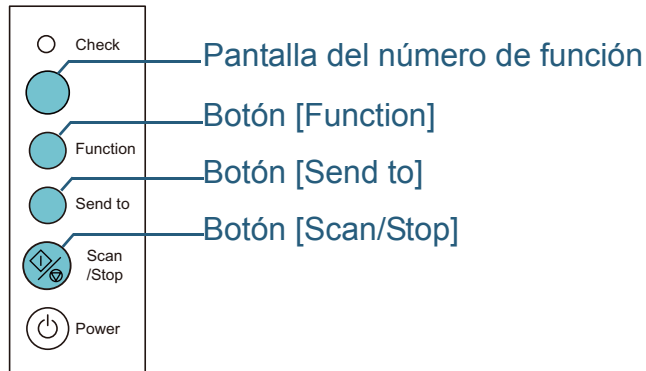 Check
Pantalla del número de función
Botón [Function]
Function
Botón [Send to]
Send to
Botón [Scan/Stop]
Scan
/Stop
Power